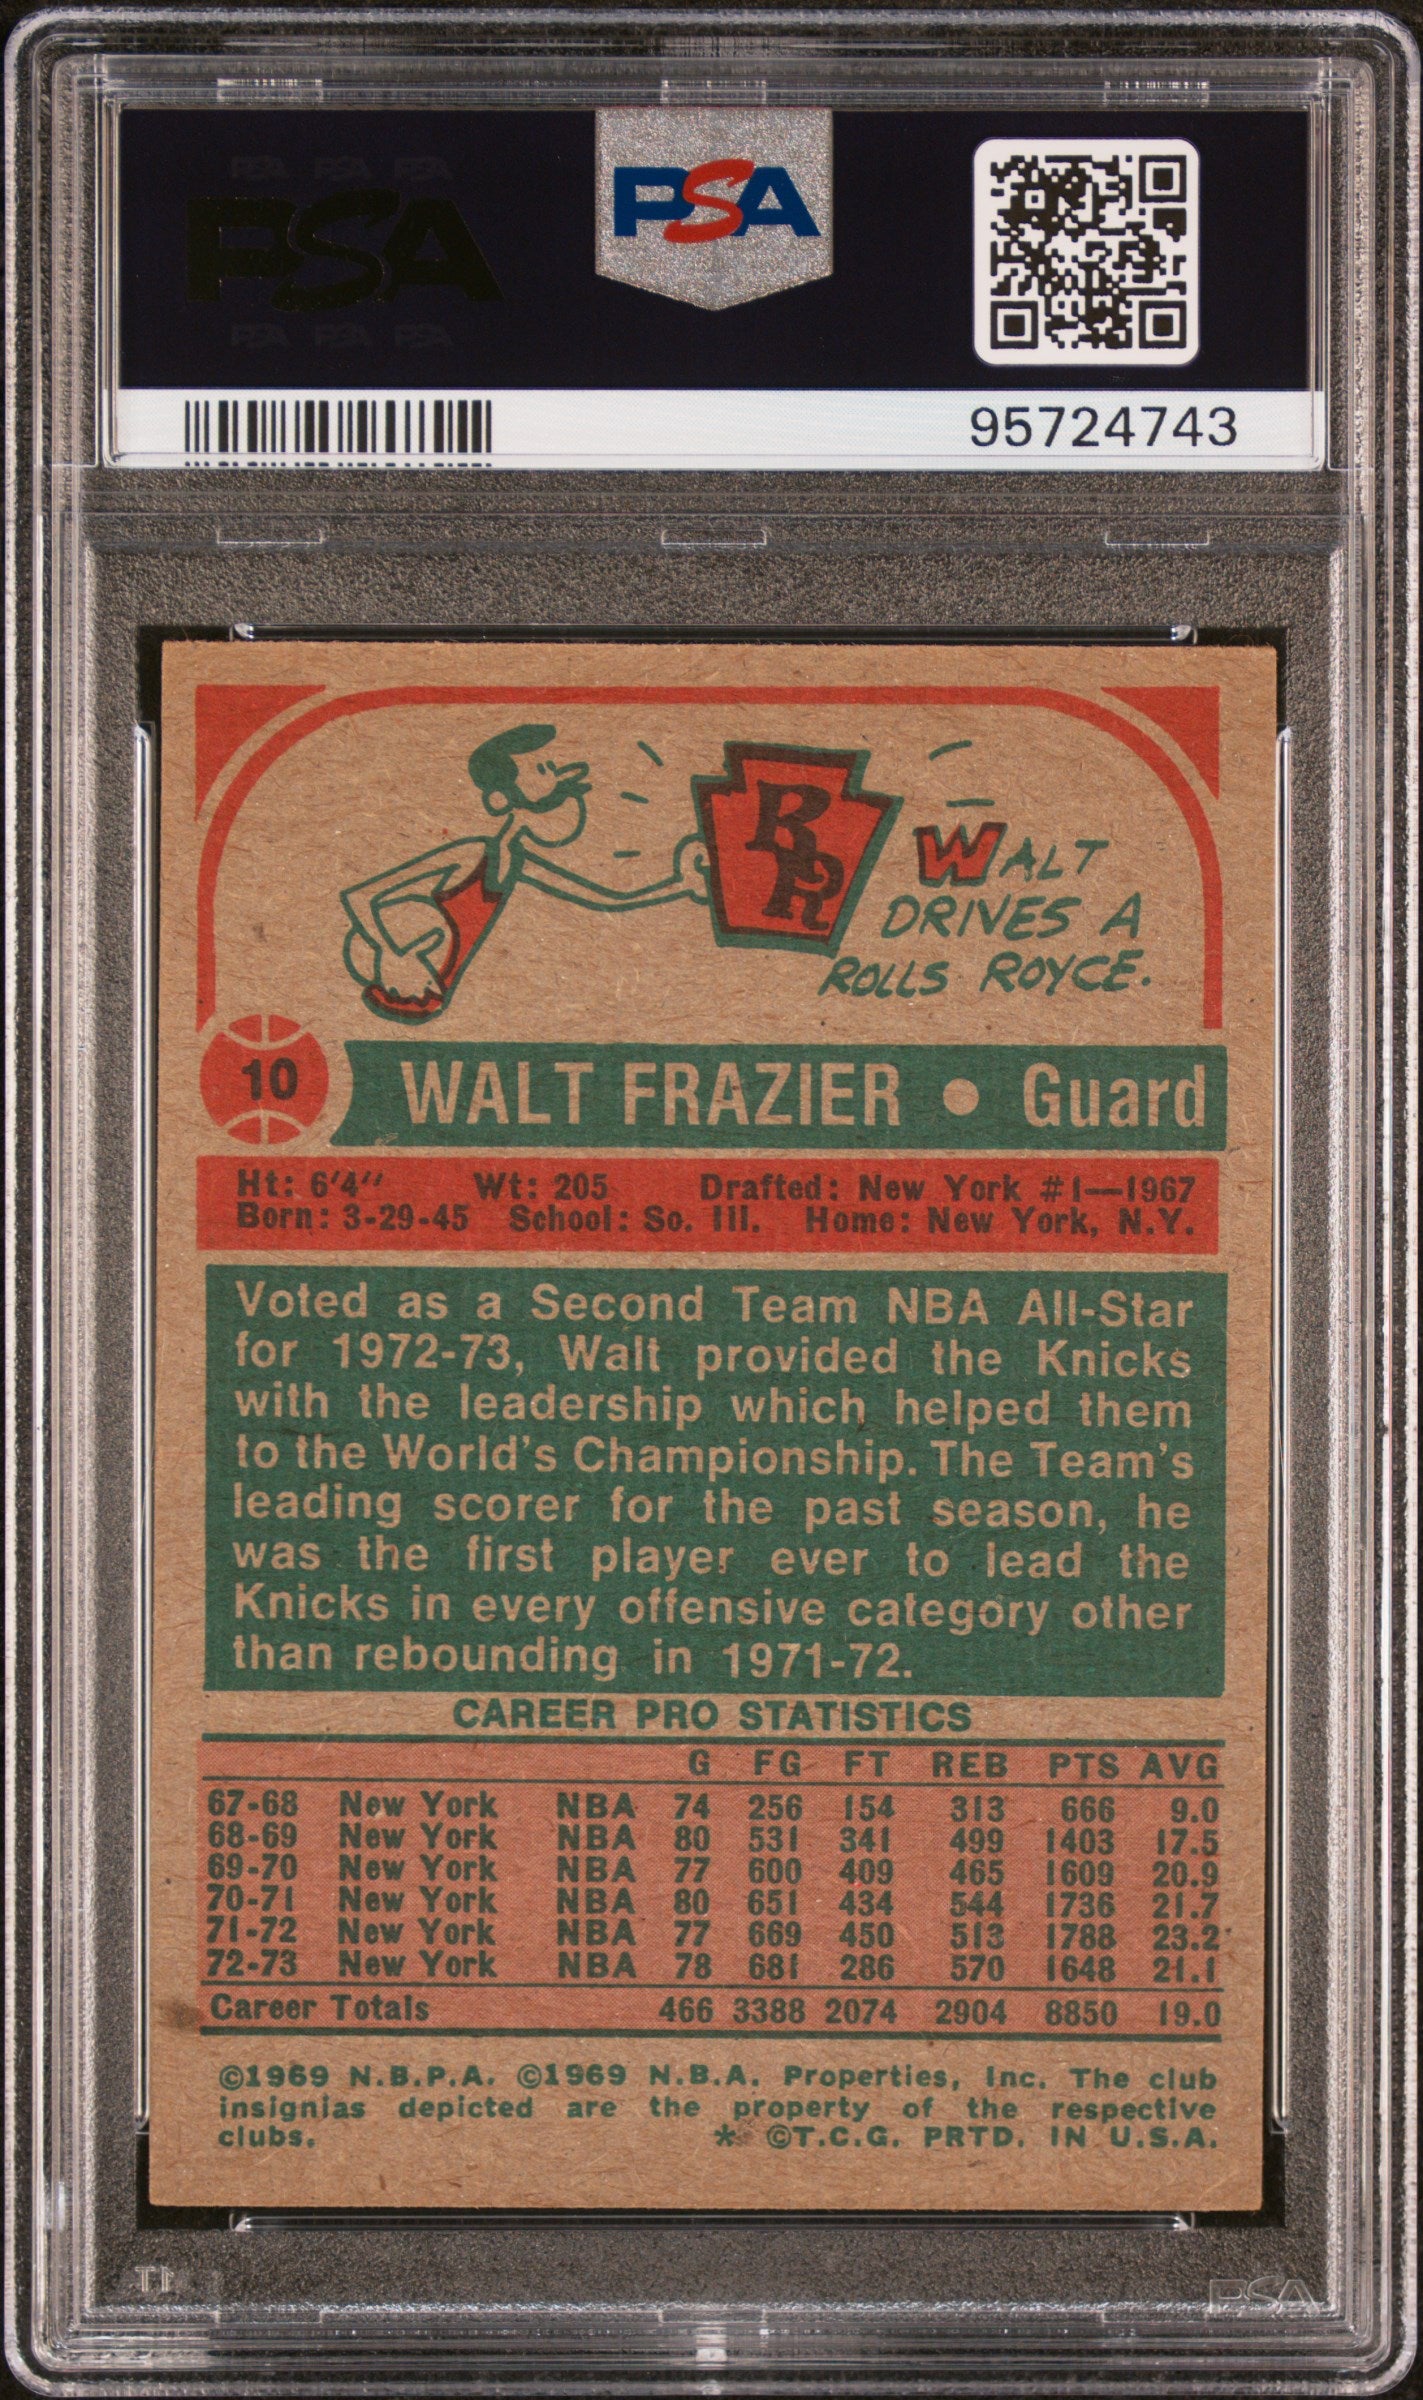 PSA PSA PSA
PSA
PSA PSA PSA
PSA
95724743
RR
WALT
DRIVES A
ROLLS ROYCE.
10
WALT FRAZIER • Guard
Ht: 6'4" Wt: 205 Drafted: New York #1—1967
Born: 3-29-45 School: So. Ill. Home: New York, N.Y.
Voted as a Second Team NBA All-Star
for 1972-73, Walt provided the Knicks
with the leadership which helped them
to the World's Championship. The Team's
leading scorer for the past season, he
was the first player ever to lead the
Knicks in every offensive category other
than rebounding in 1971-72.
CAREER PRO STATISTICS
G FG FT REB PTS AVG
67-68 New York NBA 74 256 154 313 666 9.0
68-69 New York NBA 80 531 341 499 1403 17.5
69-70 New York NBA 77 600 409 465 1609 20.9
70-71 New York NBA 80 651 434 544 1736 21.7
71-72 New York NBA 77 669 450 513 1788 23.2
72-73 New York NBA 78 681 286 570 1648 21.1
Career Totals 466 3388 2074 2904 8850 19.0
©1969 N.B.P.A. ©1969 N.B.A. Properties, Inc. The club
insignias depicted are the property of the respective
clubs. * ©T.C.G. PRTD. IN U.S.A.
PSA